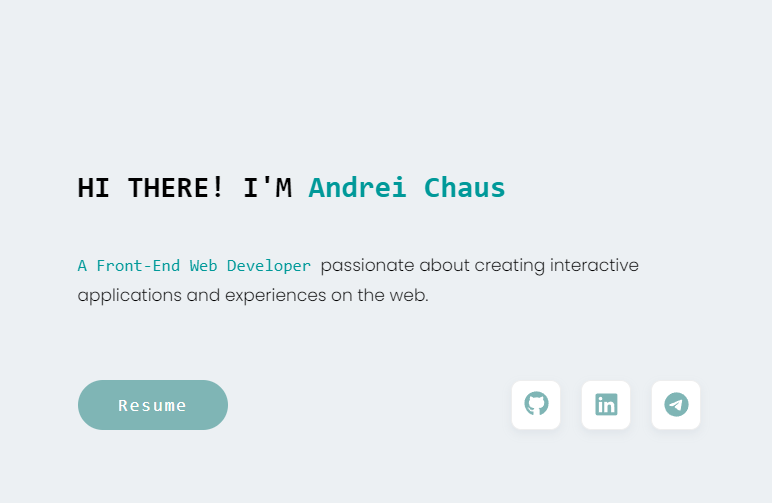 HI THERE! I'M Andrei Chaus
A Front-End Web Developer passionate about creating interactive
applications and experiences on the web.
Resume
in